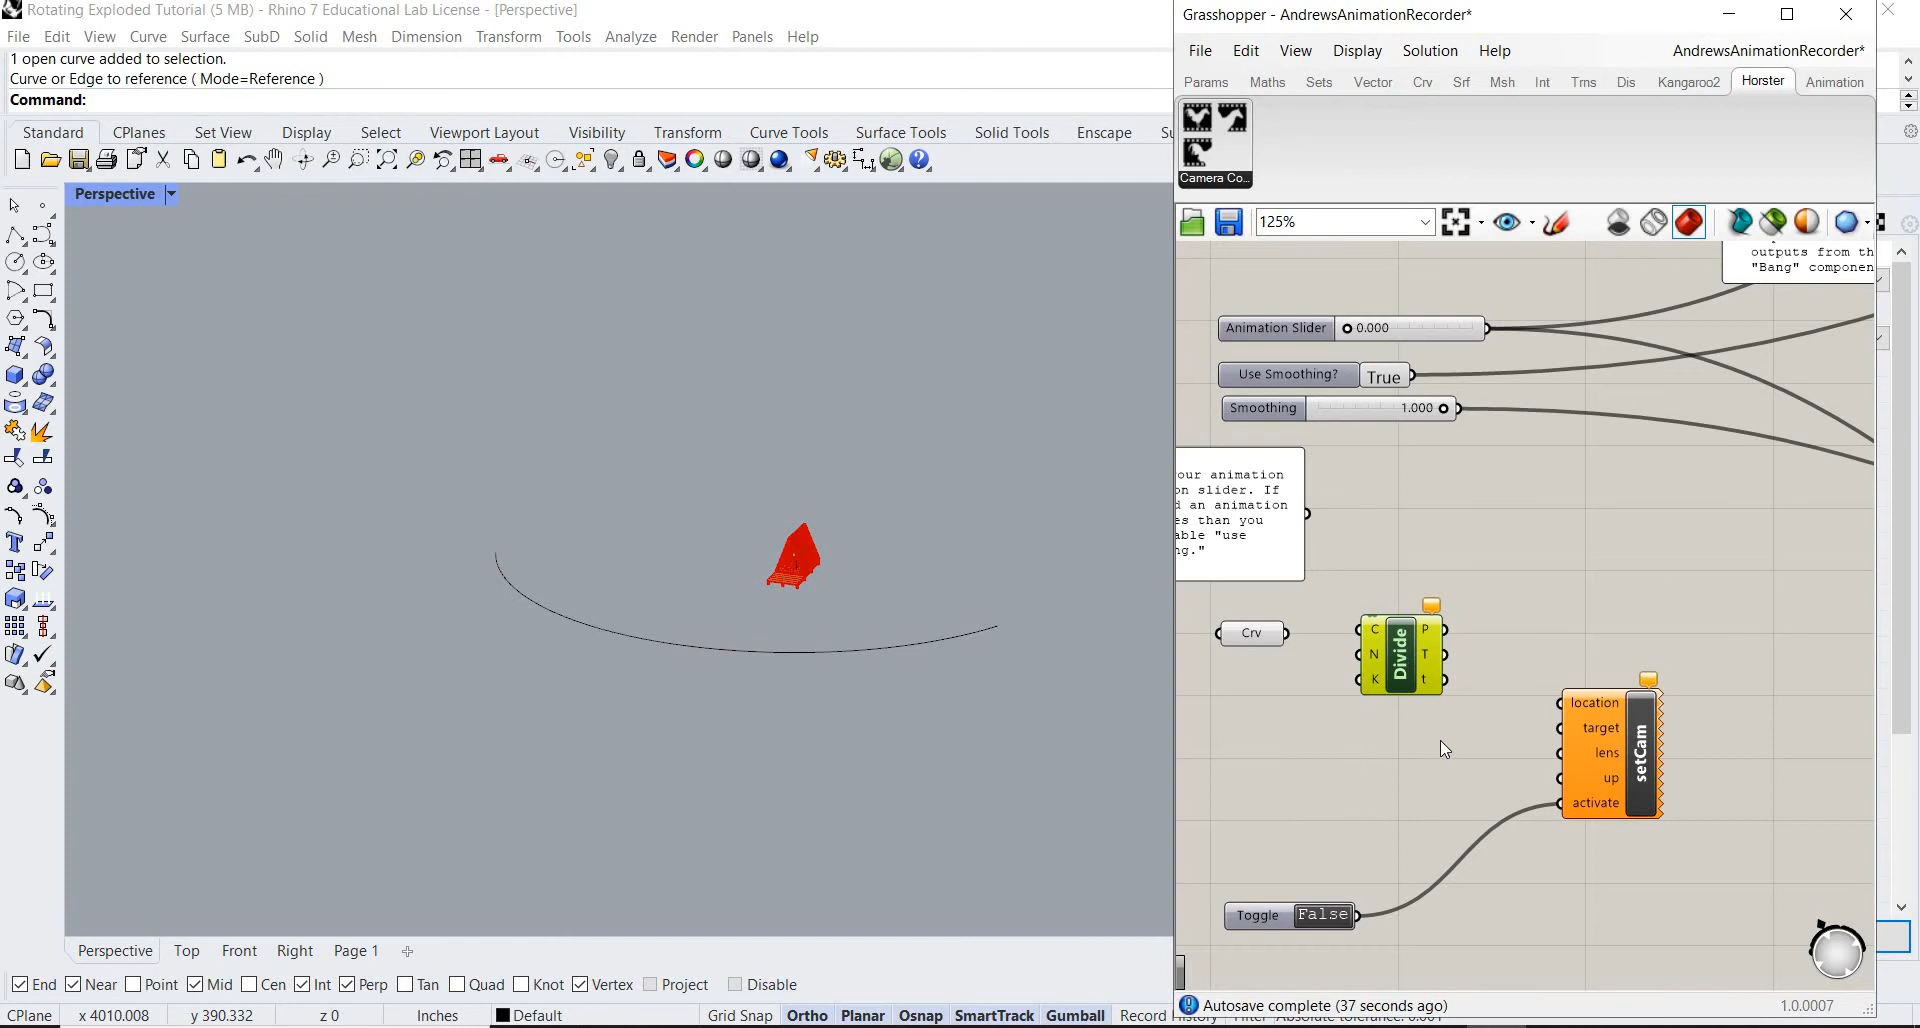 Rotating Exploded Tutorial (5 MB) - Rhino 7 Educational Lab License - [Perspective]
File Edit View Curve Surface SubD Solid Mesh Dimension Transform Tools Analyze Render Panels Help
1 open curve added to selection.
Curve or Edge to reference ( Mode=Reference )
Command:
Standard CPlanes Set View Display Select Viewport Layout Visibility Transform Curve Tools Surface Tools Solid Tools Enscape
Perspective
Grasshopper - AndrewsAnimationRecorder*
File Edit View Display Solution Help AndrewsAnimationRecorder*
Params Maths Sets Vector Crv Srf Msh Int Trns Dis Kangaroo2 Horster Animation
Camera Co...
125%
outputs from th
"Bang" componen
Animation Slider 0.000
Use Smoothing? True
Smoothing 1.000
our animation
on slider. If
d an animation
es than you
able "use
ng."
Crv
C N K Divide P T t
location
target
lens
up
activate
setCam
Toggle False
Autosave complete (37 seconds ago) 1.0.0007
Perspective Top Front Right Page 1
End Near Point Mid Cen Int Perp Tan Quad Knot Vertex Project Disable
CPlane x 4010.008 y 390.332 z 0 Inches Default Grid Snap Ortho Planar Osnap SmartTrack Gumball Record